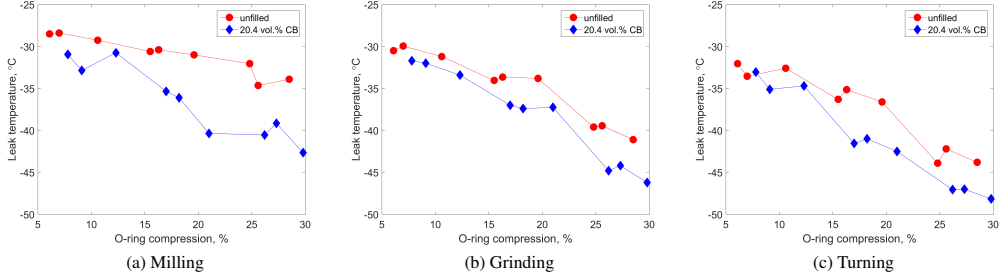 -25
-30
-35
-40
-45
-50
Leak temperature, °C
unfilled
20.4 vol.% CB
5 10 15 20 25 30
O-ring compression, %
(a) Milling
-25
-30
-35
-40
-45
-50
Leak temperature, °C
unfilled
20.4 vol.% CB
5 10 15 20 25 30
O-ring compression, %
(b) Grinding
-25
-30
-35
-40
-45
-50
Leak temperature, °C
unfilled
20.4 vol.% CB
5 10 15 20 25 30
O-ring compression, %
(c) Turning